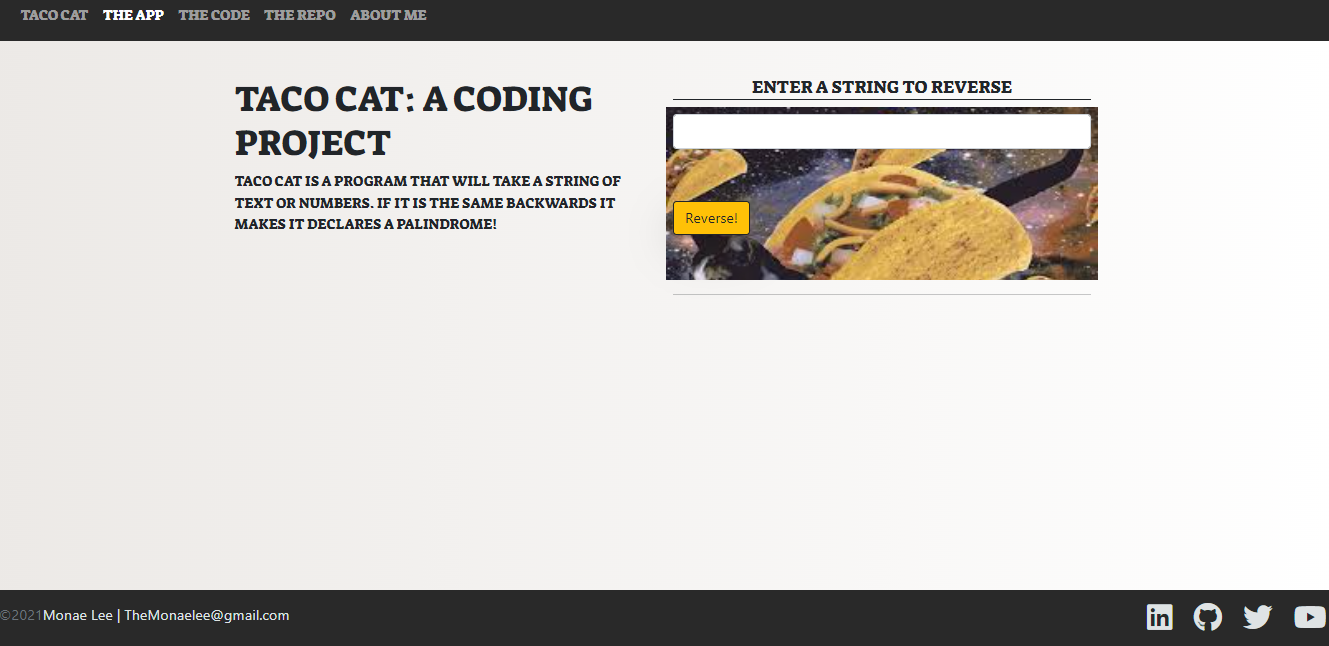 TACO CAT THE APP THE CODE THE REPO ABOUT ME
TACO CAT: A CODING
PROJECT
TACO CAT IS A PROGRAM THAT WILL TAKE A STRING OF
TEXT OR NUMBERS. IF IT IS THE SAME BACKWARDS IT
MAKES IT DECLARES A PALINDROME!
ENTER A STRING TO REVERSE
Reverse!
©2021Monae Lee | TheMonaelee@gmail.com
in